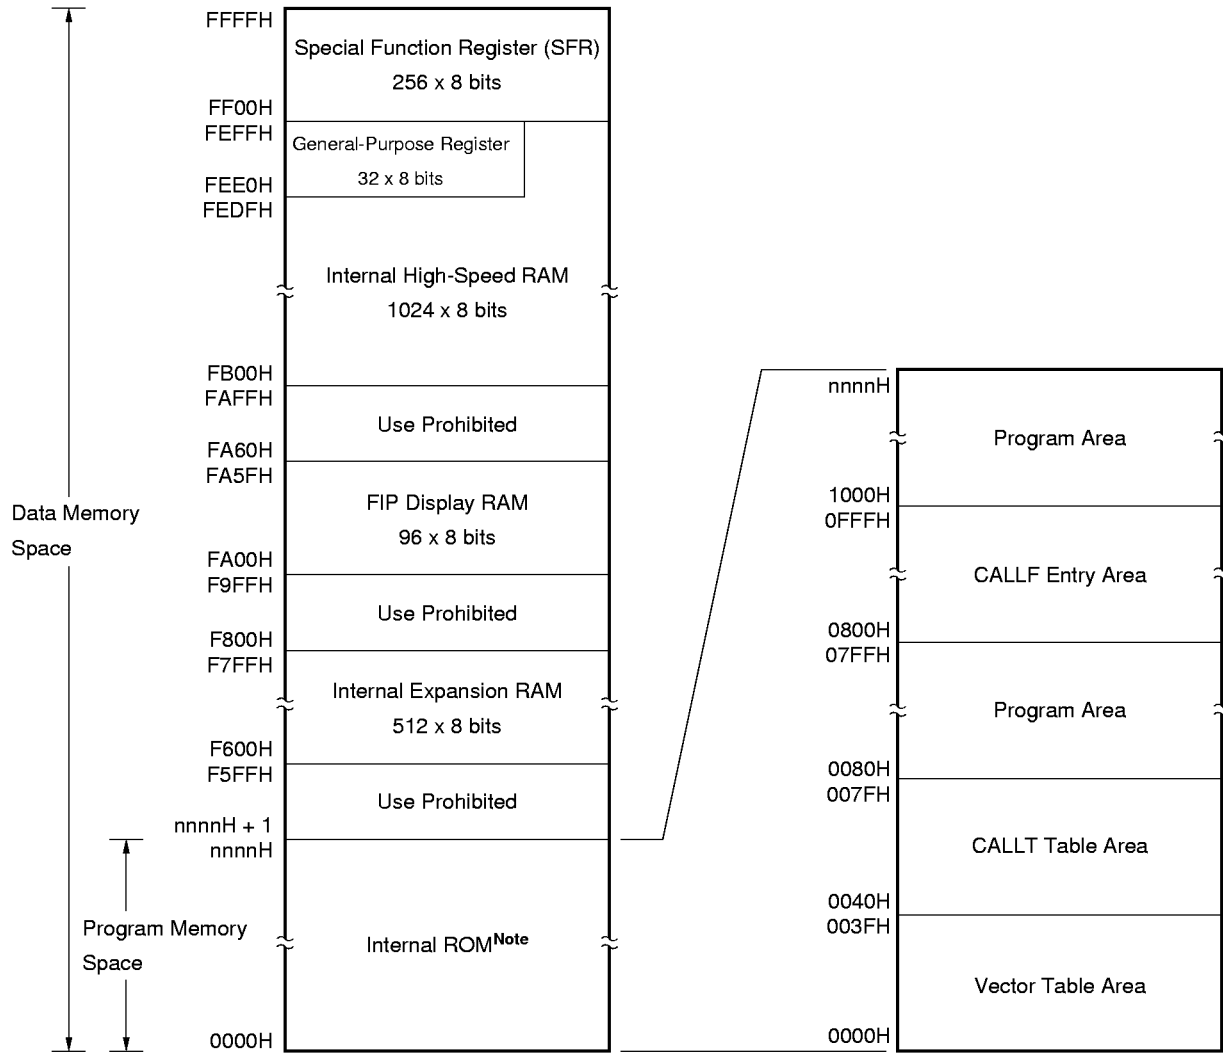 FFFFH
Special Function Register (SFR)
256 x 8 bits
FF00H
FEFFH
General-Purpose Register
32 x 8 bits
FEE0H
FEDFH
Internal High-Speed RAM
1024 x 8 bits
FB00H
FAFFH
Use Prohibited
FA60H
FA5FH
FIP Display RAM
96 x 8 bits
FA00H
F9FFH
Use Prohibited
F800H
F7FFH
Internal Expansion RAM
512 x 8 bits
F600H
F5FFH
Use Prohibited
nnnnH + 1
nnnnH
Internal ROMNote
0000H
Data Memory
Space
Program Memory
Space
nnnnH
Program Area
1000H
0FFFH
CALLF Entry Area
0800H
07FFH
Program Area
0080H
007FH
CALLT Table Area
0040H
003FH
Vector Table Area
0000H